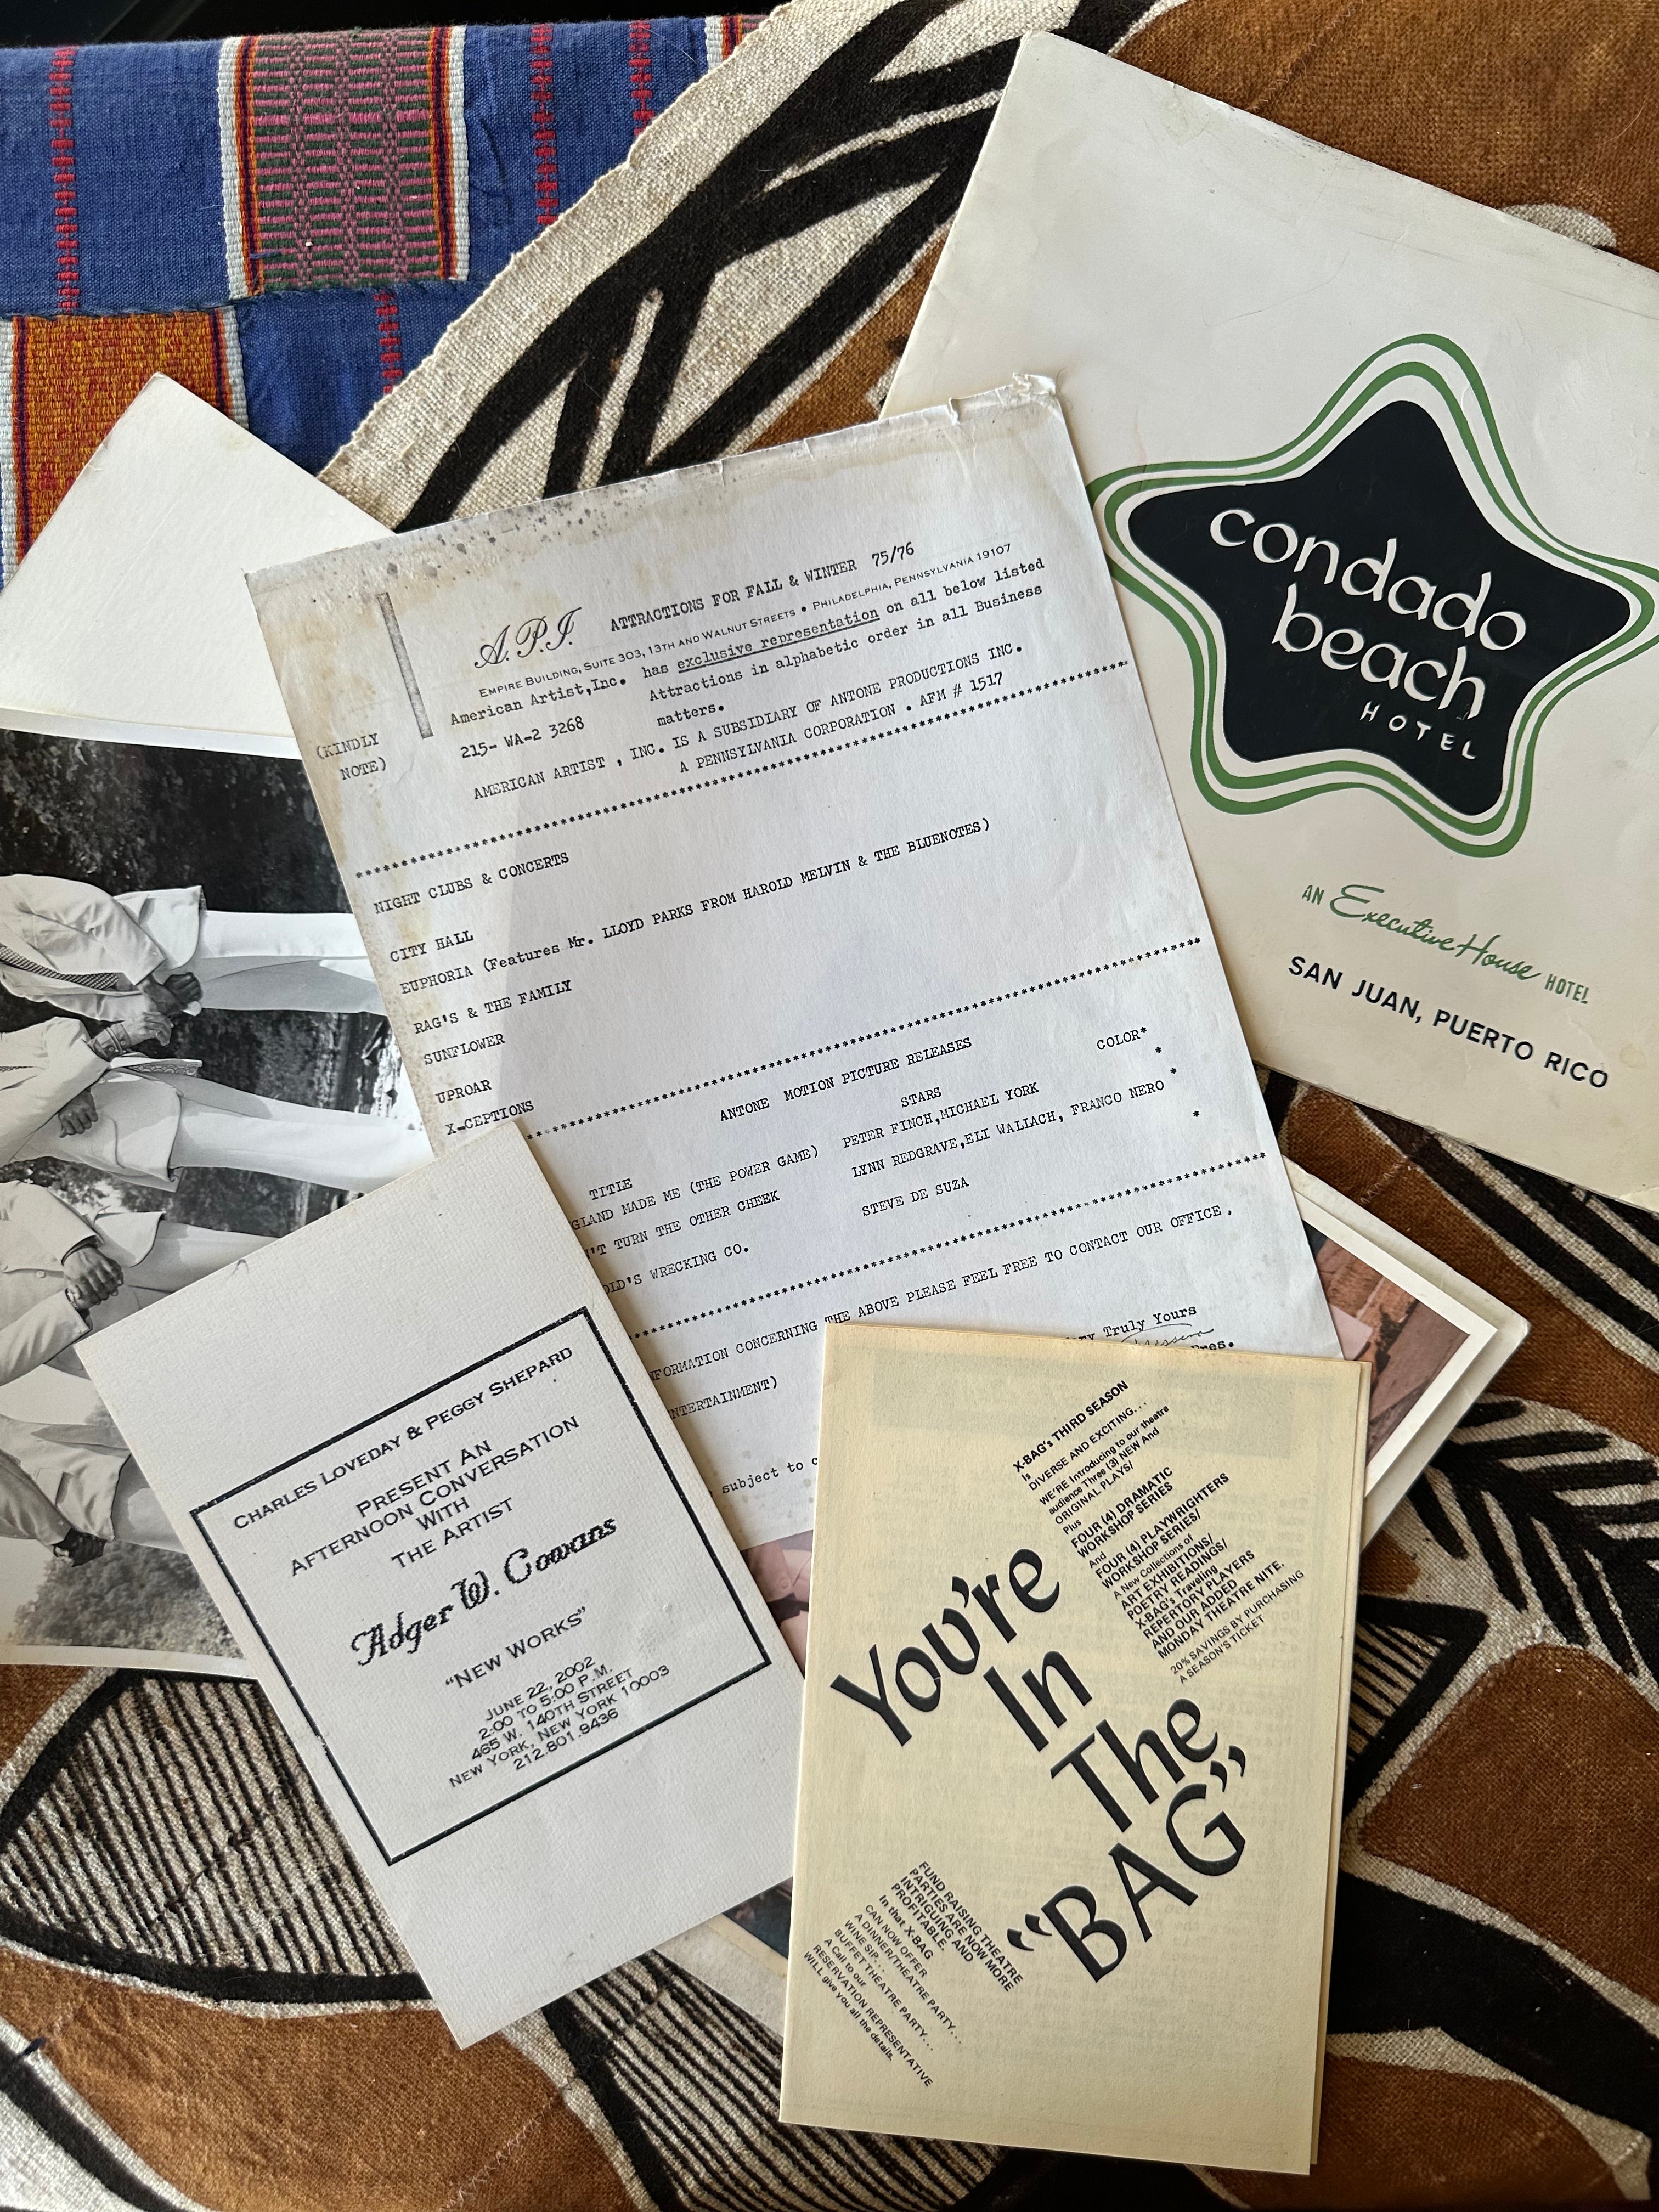 ATTRACTIONS FOR FALL & WINTER 75/76
A.P.I.
EMPIRE BUILDING, SUITE 303, 13TH AND WALNUT STREETS • PHILADELPHIA, PENNSYLVANIA 19107
American Artist,Inc. has exclusive representation on all below listed
Attractions in alphabetic order in all Business
matters.
215- WA-2 3268
(KINDLY
NOTE)
AMERICAN ARTIST , INC. IS A SUBSIDIARY OF ANTONE PRODUCTIONS INC.
A PENNSYLVANIA CORPORATION • AFM # 1517
NIGHT CLUBS & CONCERTS
CITY HALL
EUPHORIA (Features Mr. LLOYD PARKS FROM HAROLD MELVIN & THE BLUENOTES)
RAG'S & THE FAMILY
SUNFLOWER
UPROAR
X-CEPTIONS
ANTONE MOTION PICTURE RELEASES
TITLE STARS COLOR*
GLAND MADE ME (THE POWER GAME) PETER FINCH,MICHAEL YORK *
'T TURN THE OTHER CHEEK LYNN REDGRAVE,ELI WALLACH, FRANCO NERO *
OLD'S WRECKING CO. STEVE DE SUZA *
FORMATION CONCERNING THE ABOVE PLEASE FEEL FREE TO CONTACT OUR OFFICE.
Truly Yours
Pres.
NTERTAINMENT)
subject to c
condado
beach
HOTEL
AN Executive House HOTEL
SAN JUAN, PUERTO RICO
CHARLES LOVEDAY & PEGGY SHEPARD
PRESENT AN
AFTERNOON CONVERSATION
WITH
THE ARTIST
Adger W. Cowans
"NEW WORKS"
JUNE 22, 2002
2:00 TO 5:00 P.M.
465 W. 140TH STREET
NEW YORK, NEW YORK 10003
212.801.9436
X-BAG's THIRD SEASON
Is
DIVERSE AND EXCITING...
WE'RE Introducing to our theatre
audience Three (3) NEW And
ORIGINAL PLAYS/
Plus
FOUR (4) DRAMATIC
WORKSHOP SERIES
And
FOUR (4) PLAYWRIGHTERS
WORKSHOP SERIES/
A New Collections of
ART EXHIBITIONS/
POETRY READINGS/
X-BAG's Traveling
REPERTORY PLAYERS
AND OUR ADDED
MONDAY THEATRE NITE.
20% SAVINGS BY PURCHASING
A SEASON'S TICKET
You're
In
The
"BAG"
FUND RAISING THEATRE
PARTIES ARE NOW MORE
INTRIGUING AND
PROFITABLE.
In that X-BAG
CAN NOW OFFER
A DINNER/THEATRE PARTY...
WINE SIP...
BUFFET THEATRE PARTY...
A Call to our
RESERVATION REPRESENTATIVE
WILL give you all the details.